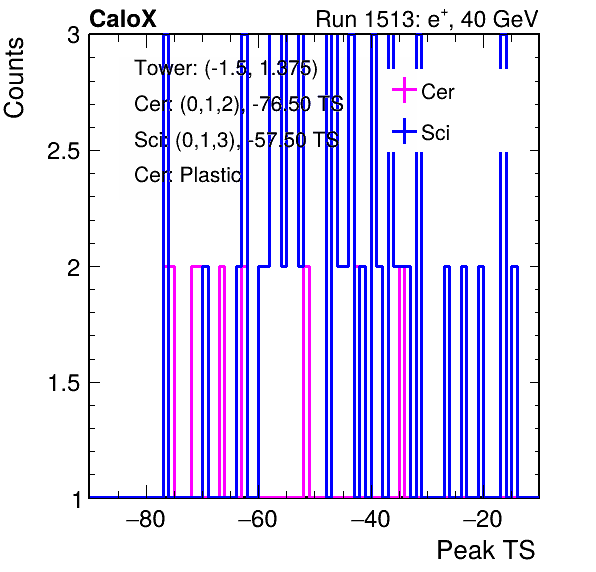 CaloX Run 1513: e⁺, 40 GeV
Counts
3
2.5
2
1.5
1
Tower: (-1.5, 1.375)
Cer: (0,1,2), -76.50 TS
Sci: (0,1,3), -57.50 TS
Cer: Plastic
Cer
Sci
−80 −60 −40 −20
Peak TS